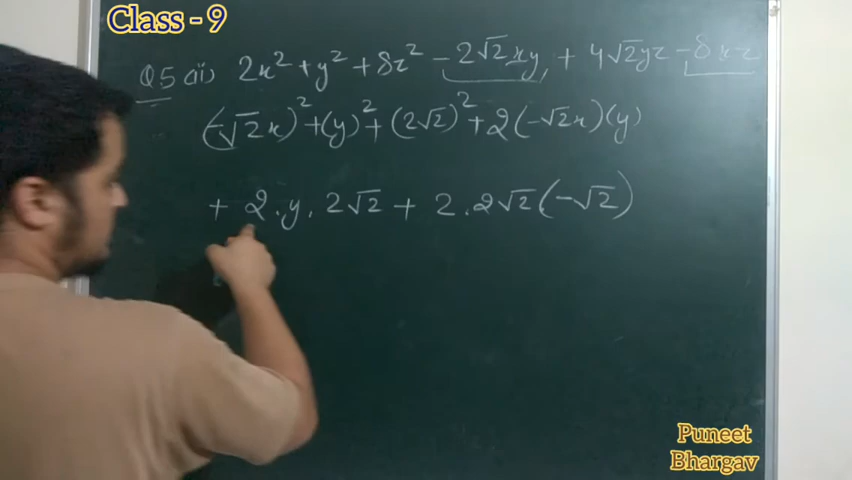 Class - 9
Q5 (ii) 2x² + y² + 8z² - 2√2xy + 4√2yz - 8xz
(-√2x)² + (y)² + (2√2)² + 2(-√2x)(y)
+ 2.y.2√2 + 2.2√2(-√2)
Puneet
Bhargav